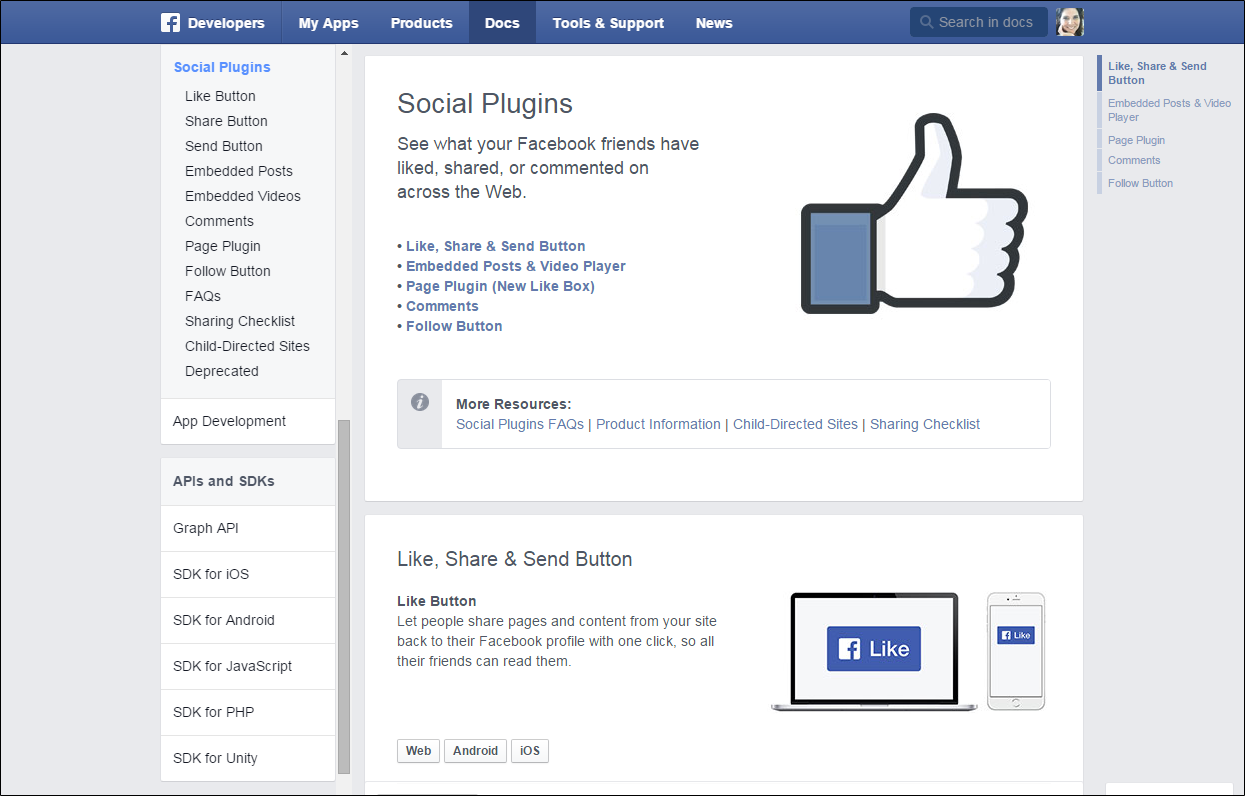 Developers
My Apps
Products
Docs
Tools & Support
News
Search in docs
Social Plugins
Like Button
Share Button
Send Button
Embedded Posts
Embedded Videos
Comments
Page Plugin
Follow Button
FAQs
Sharing Checklist
Child-Directed Sites
Deprecated
App Development
APIs and SDKs
Graph API
SDK for iOS
SDK for Android
SDK for JavaScript
SDK for PHP
SDK for Unity
Social Plugins
See what your Facebook friends have
liked, shared, or commented on
across the Web.
• Like, Share & Send Button
• Embedded Posts & Video Player
• Page Plugin (New Like Box)
• Comments
• Follow Button
More Resources:
Social Plugins FAQs | Product Information | Child-Directed Sites | Sharing Checklist
Like, Share & Send Button
Like Button
Let people share pages and content from your site
back to their Facebook profile with one click, so all
their friends can read them.
Like
Like
Web
Android
iOS
Like, Share & Send
Button
Embedded Posts & Video
Player
Page Plugin
Comments
Follow Button